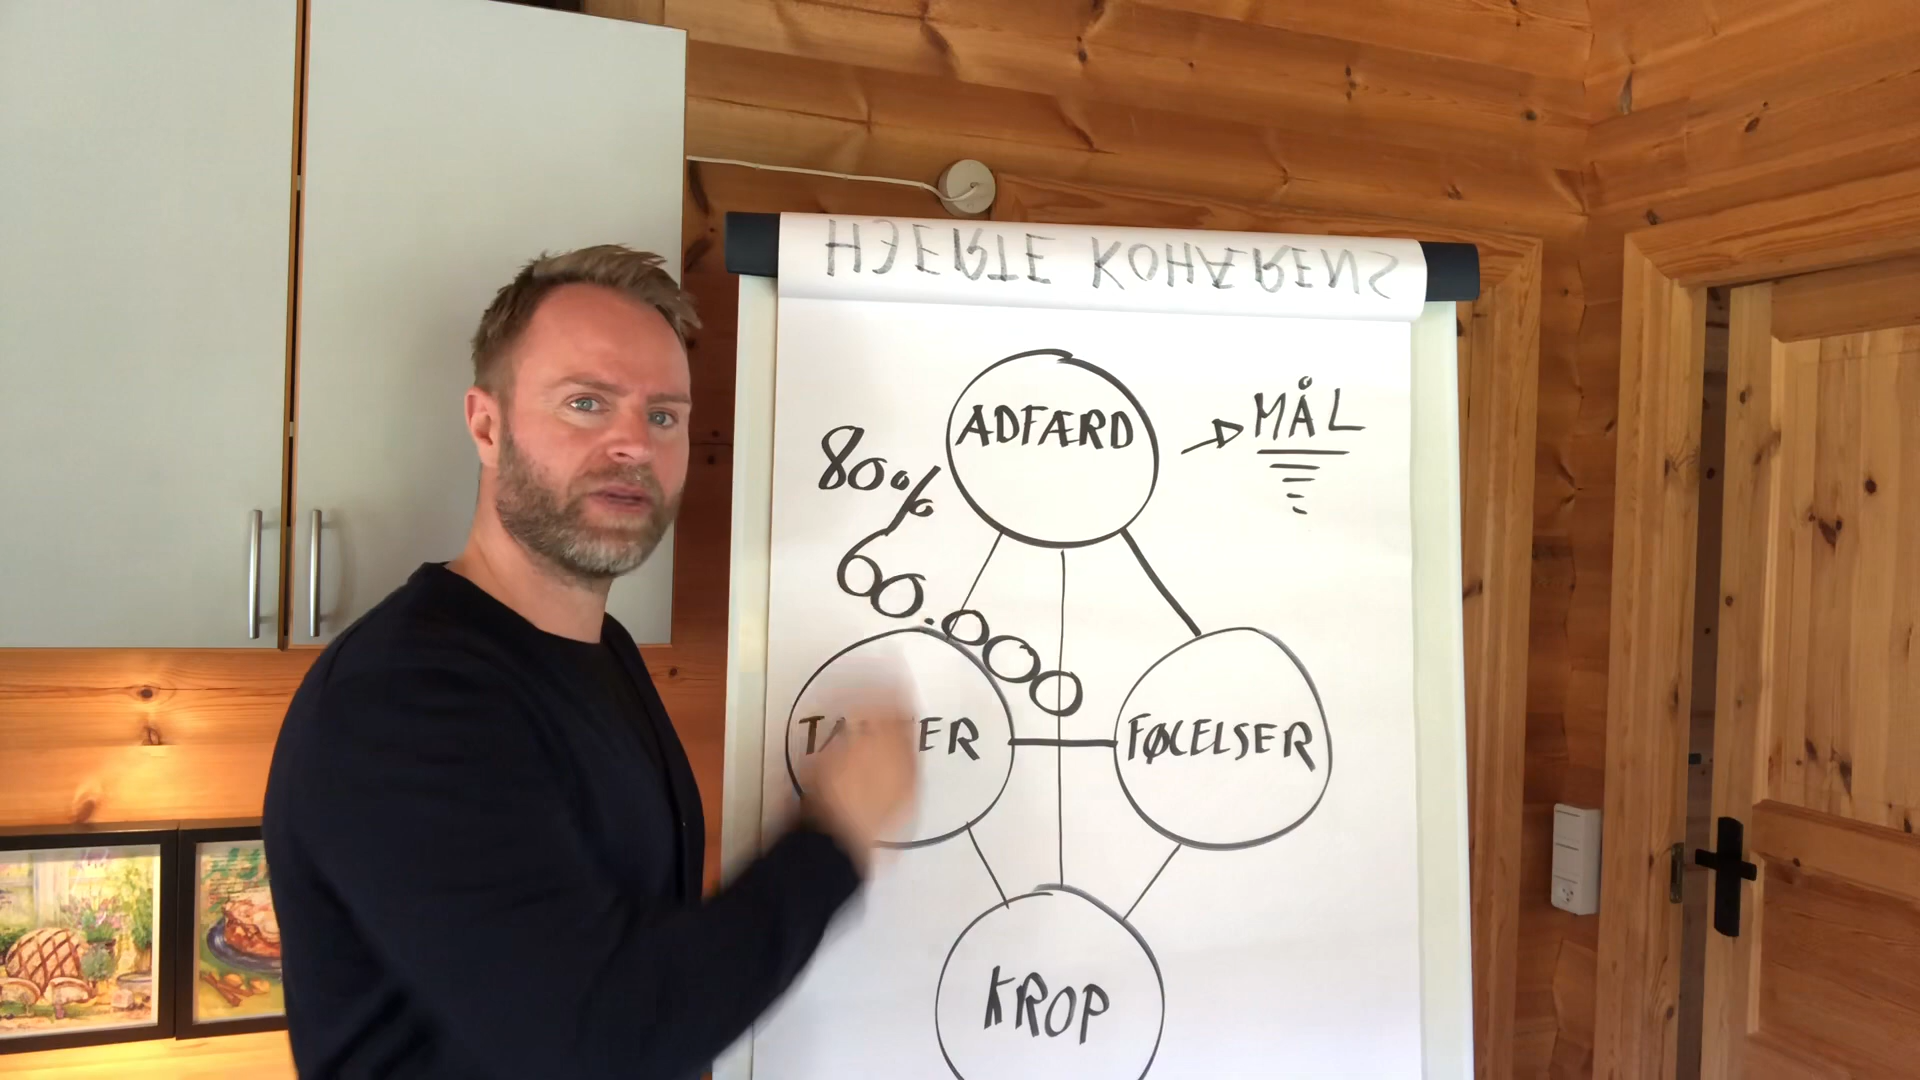 HJERTE KOHÆRENS
ADFÆRD
MÅL
80%
60.000
FØLELSER
KROP